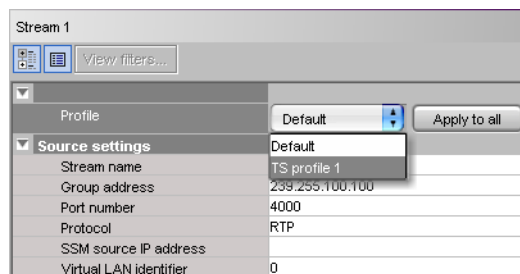 Stream 1
View filters...
Profile Default Apply to all
Default
Source settings
TS profile 1
Stream name
Group address 239.255.100.100
Port number 4000
Protocol RTP
SSM source IP address
Virtual LAN identifier 0